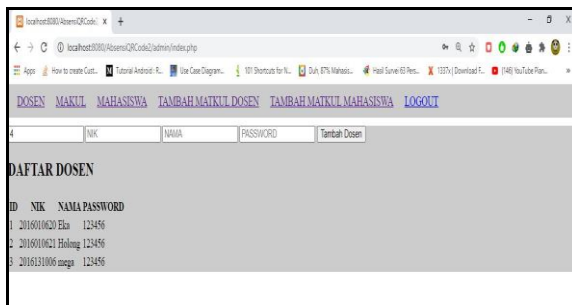 localhost:8080/AbsensiQRCode2
localhost:8080/AbsensiQRCode2/admin/index.php
Apps
How to create Cust...
Tutorial Android: R...
Use Case Diagram...
101 Shortcuts for N...
Duh, 87% Mahasis...
Hasil Survei 63 Pers...
1337x | Download F...
(146) YouTube Plan...
DOSEN MAKUL MAHASISWA TAMBAH MATKUL DOSEN TAMBAH MATKUL MAHASISWA LOGOUT
4 NIK NAMA PASSWORD Tambah Dosen
DAFTAR DOSEN
ID NIK NAMA PASSWORD
1 2016010620 Eka 123456
2 2016010621 Holong 123456
3 2016131006 mega 123456